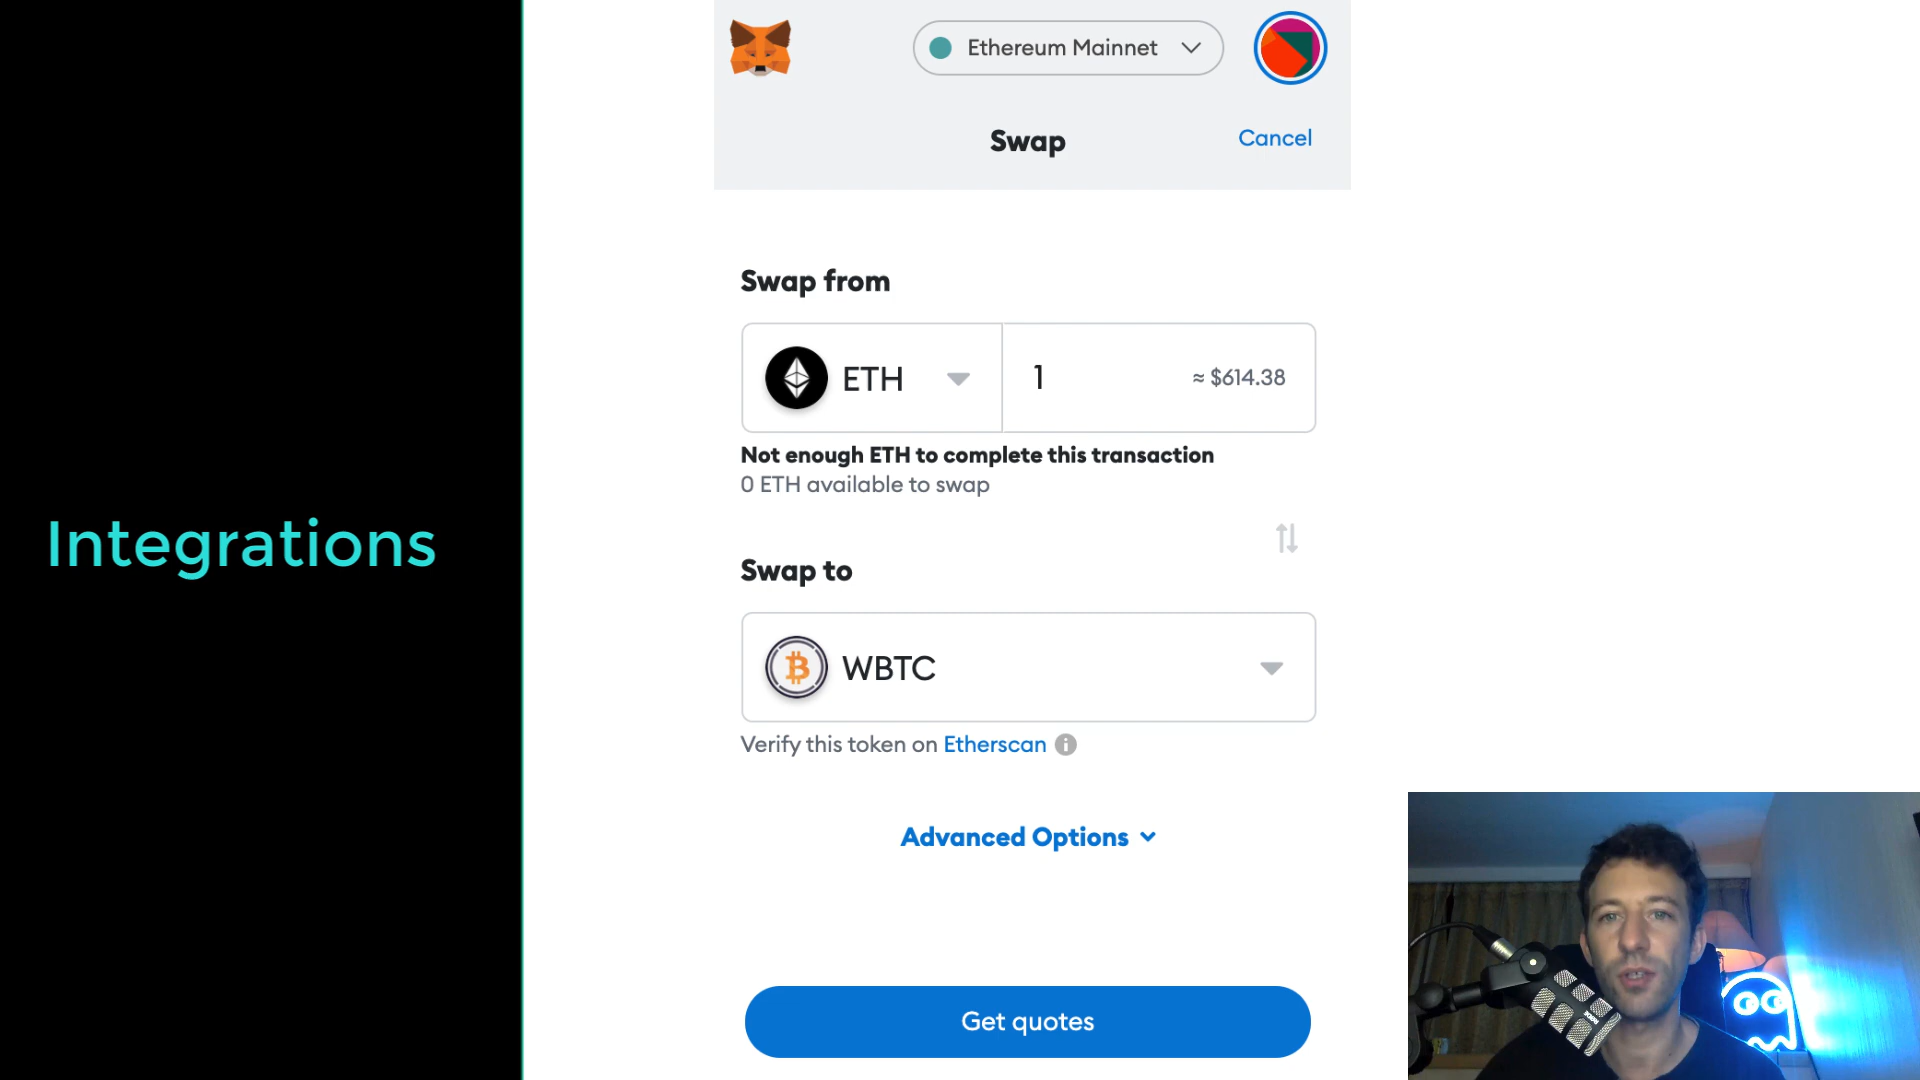 Integrations
Ethereum Mainnet
Swap
Cancel
Swap from
ETH
1
≈ $614.38
Not enough ETH to complete this transaction
0 ETH available to swap
Swap to
WBTC
Verify this token on Etherscan
Advanced Options
Get quotes